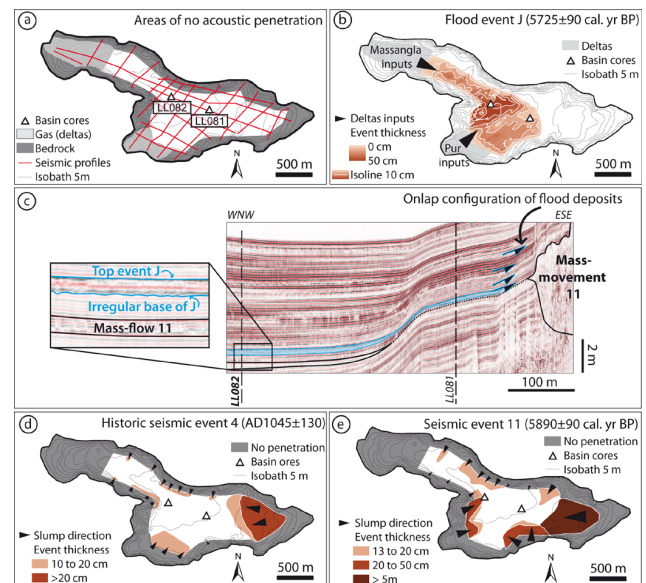 a
Areas of no acoustic penetration
LL082
LL081
Basin cores
Gas (deltas)
Bedrock
Seismic profiles
Isobath 5m
N
500 m
b
Flood event J (5725±90 cal. yr BP)
Massangla
inputs
Deltas
Basin cores
Isobath 5 m
Deltas inputs
Event thickness
0 cm
50 cm
Isoline 10 cm
Pur
inputs
N
500 m
c
Onlap configuration of flood deposits
WNW
ESE
Top event J
Irregular base of J
Mass-flow 11
Mass-
movement
11
2 m
100 m
LL082
LL081
d
Historic seismic event 4 (AD1045±130)
No penetration
Basin ores
Isobath 5 m
Slump direction
Event thickness
10 to 20 cm
>20 cm
N
500 m
e
Seismic event 11 (5890±90 cal. yr BP)
No penetration
Basin cores
Isobath 5 m
Slump direction
Event thickness
13 to 20 cm
20 to 50 cm
> 5m
N
500 m